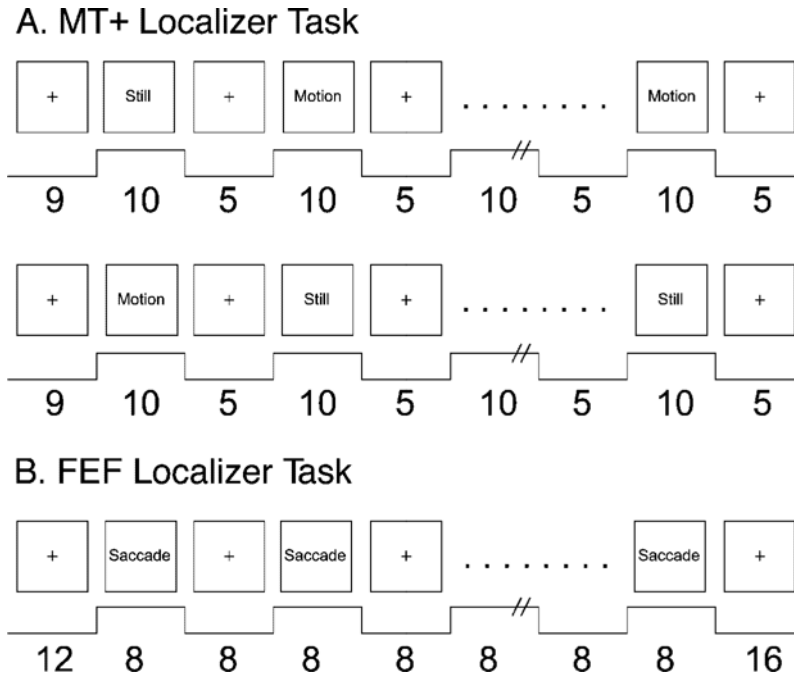 A. MT+ Localizer Task
+ Still + Motion + . . . . . . . . Motion +
9 10 5 10 5 10 5 10 5
+ Motion + Still + . . . . . . . . Still +
9 10 5 10 5 10 5 10 5
B. FEF Localizer Task
+ Saccade + Saccade + . . . . . . . . Saccade +
12 8 8 8 8 8 8 8 16